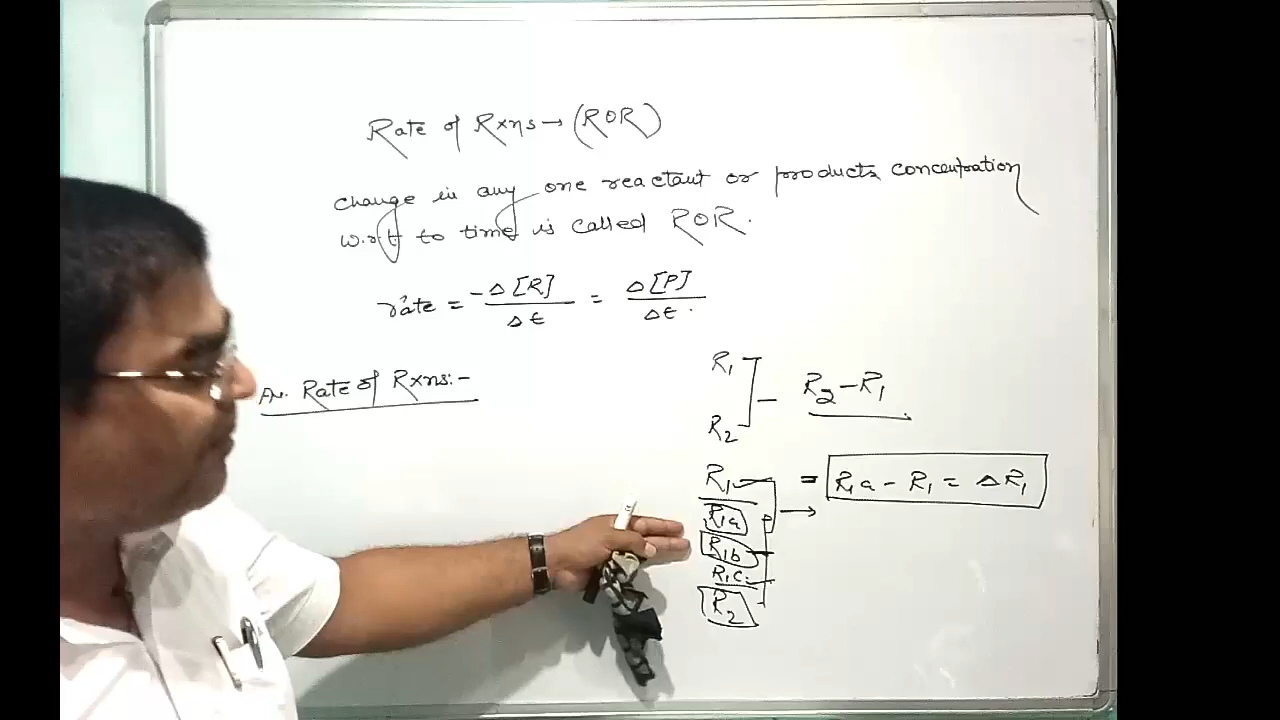 Rate of Rxns → (ROR)
change in any one reactant or products concentration
w.r.t to time is called ROR.
rate = -Δ[R]/Δt = Δ[P]/Δt.
Av. Rate of Rxns:-
R₁
R₂
R₂-R₁
R₁
= R₁a - R₁ = ΔR₁
R₁a
R₁b
R₁c
R₂